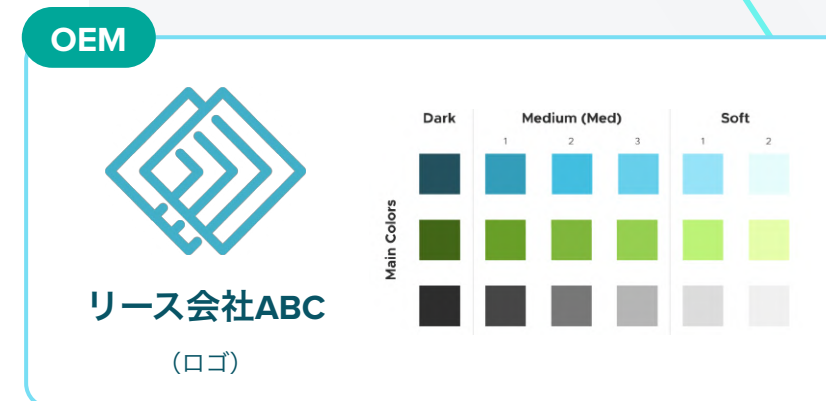 OEM
リース会社ABC
（ロゴ）
Dark Medium (Med) Soft
1 2 3 1 2
Main Colors